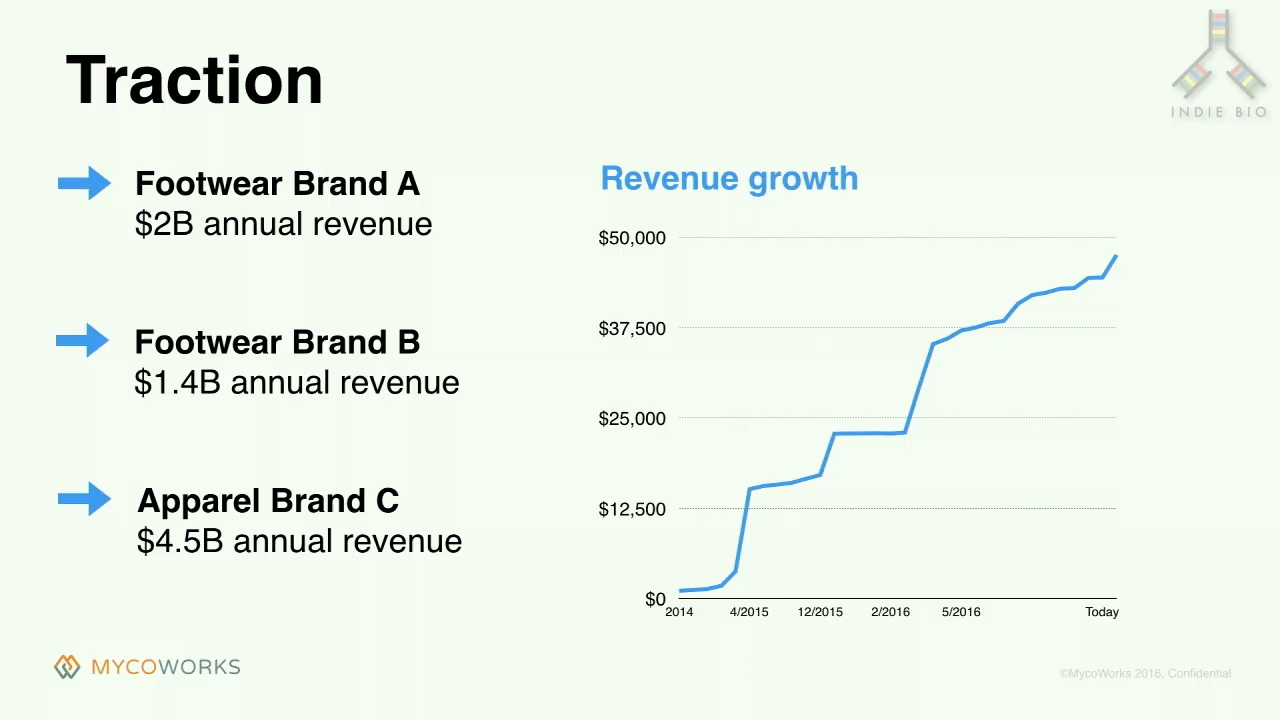 Traction
INDIE BIO
Footwear Brand A
$2B annual revenue
Footwear Brand B
$1.4B annual revenue
Apparel Brand C
$4.5B annual revenue
Revenue growth
$50,000
$37,500
$25,000
$12,500
$0
2014 4/2015 12/2015 2/2016 5/2016 Today
MYCOWORKS
©MycoWorks 2016, Confidential